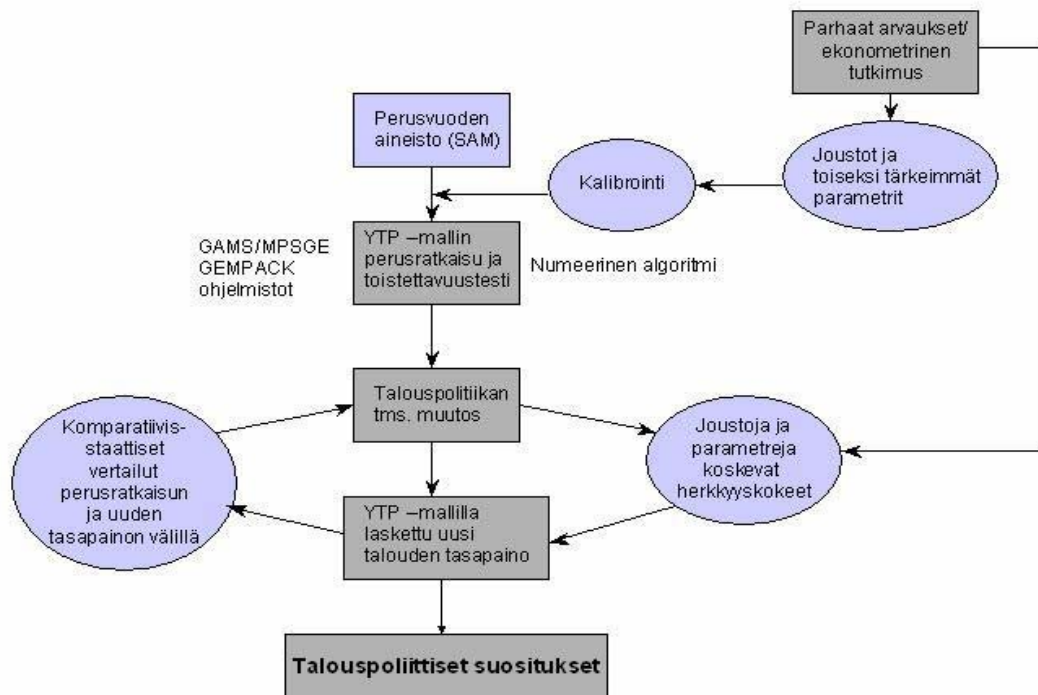 Parhaat arvaukset/
ekonometrinen
tutkimus
Perusvuoden
aineisto (SAM)
Kalibrointi
Joustot ja
toiseksi tärkeimmät
parametrit
GAMS/MPSGE
GEMPACK
ohjelmistot
YTP –mallin
perusratkaisu ja
toistettavuustesti
Numeerinen algoritmi
Talouspolitiikan
tms. muutos
Komparatiivis-
staattiset
vertailut
perusratkaisun
ja uuden
tasapainon välillä
Joustoja ja
parametreja
koskevat
herkkyyskokeet
YTP –mallilla
laskettu uusi
talouden tasapaino
Talouspoliittiset suositukset